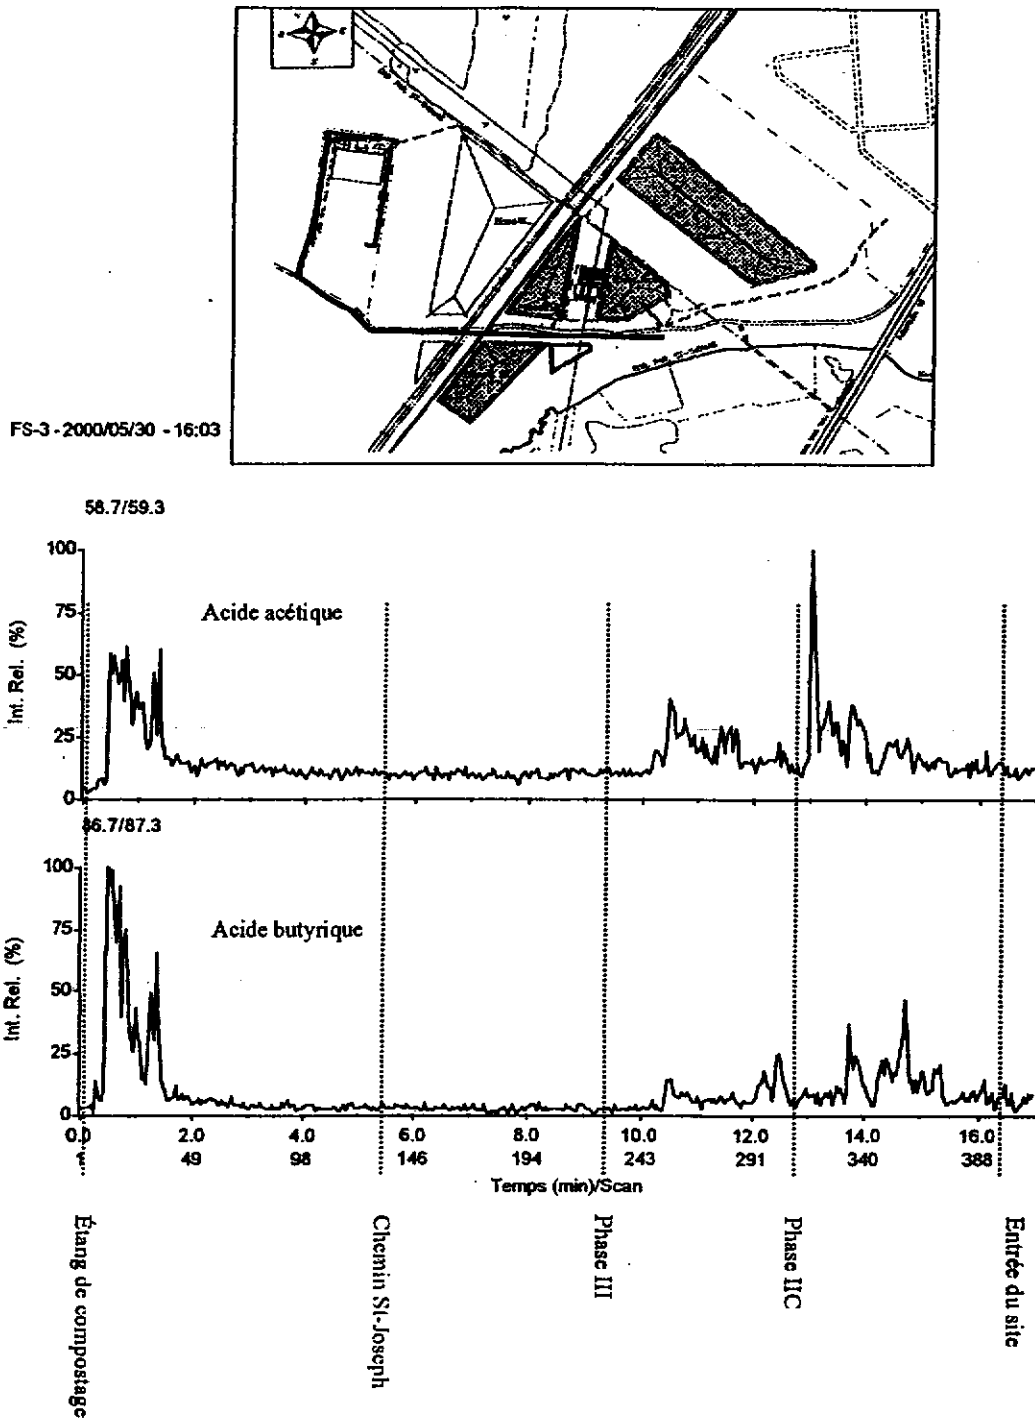 FS-3 - 2000/05/30 - 16:03
58.7/59.3
100
75
50
25
0
Int. Rel. (%)
Acide acétique
86.7/87.3
100
75
50
25
0
Int. Rel. (%)
Acide butyrique
0.0 2.0 4.0 6.0 8.0 10.0 12.0 14.0 16.0
49 98 146 194 243 291 340 388
Temps (min)/Scan
Étang de compostage
Chemin St-Joseph
Phase III
Phase IIC
Entrée du site